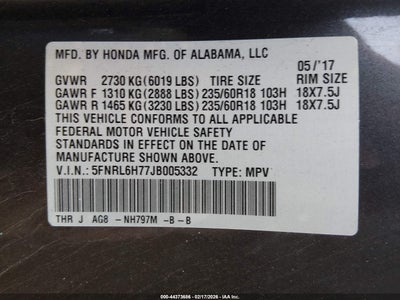 MFD. BY HONDA MFG. OF ALABAMA, LLC
05/'17
GVWR 2730 KG(6019 LBS) TIRE SIZE RIM SIZE
GAWR F 1310 KG(2888 LBS) 235/60R18 103H 18X7.5J
GAWR R 1465 KG(3230 LBS) 235/60R18 103H 18X7.5J
THIS VEHICLE CONFORMS TO ALL APPLICABLE
FEDERAL MOTOR VEHICLE SAFETY
STANDARDS IN EFFECT ON THE DATE OF
MANUFACTURE SHOWN ABOVE.
V.I.N.: 5FNRL6H77JB005332 TYPE: MPV
THR J AG8 -NH797M -B-B
000-44373686 - 02/17/2026 - IAA, Inc.